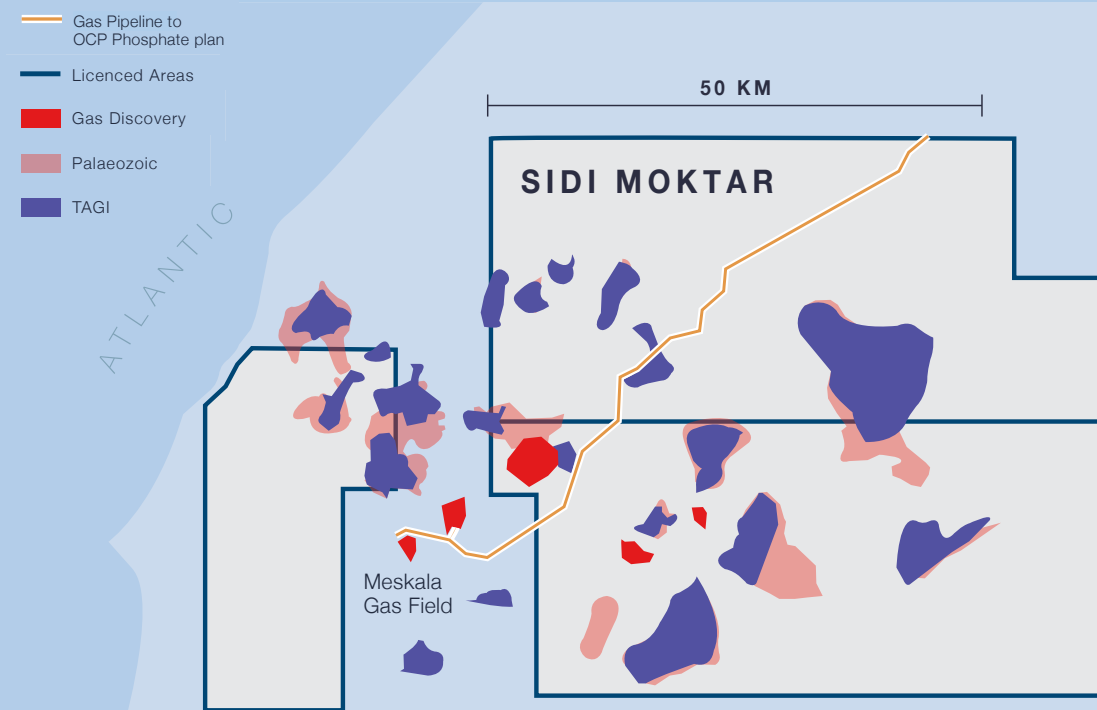 Gas Pipeline to
OCP Phosphate plan
Licenced Areas
Gas Discovery
Palaeozoic
TAGI
ATLANTIC
50 KM
SIDI MOKTAR
Meskala
Gas Field